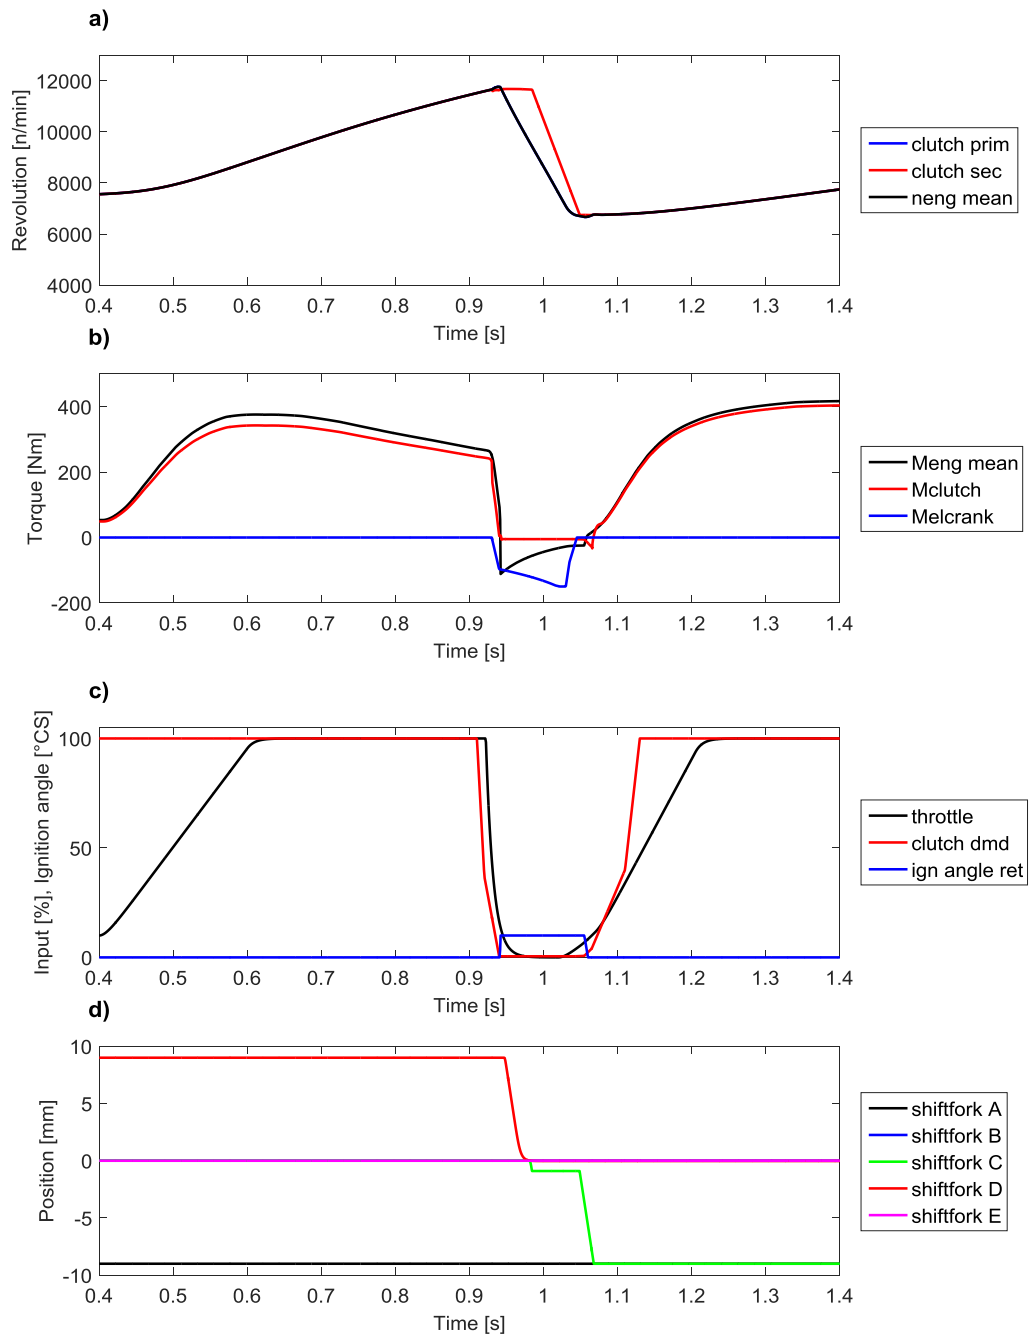 a)
12000
10000
8000
6000
4000
Revolution [n/min]
0.4 0.5 0.6 0.7 0.8 0.9 1 1.1 1.2 1.3 1.4
Time [s]
clutch prim
clutch sec
neng mean
b)
400
200
0
-200
Torque [Nm]
0.4 0.5 0.6 0.7 0.8 0.9 1 1.1 1.2 1.3 1.4
Time [s]
Meng mean
Mclutch
Melcrank
c)
100
50
0
Input [%], Ignition angle [°CS]
0.4 0.5 0.6 0.7 0.8 0.9 1 1.1 1.2 1.3 1.4
Time [s]
throttle
clutch dmd
ign angle ret
d)
10
5
0
-5
-10
Position [mm]
0.4 0.5 0.6 0.7 0.8 0.9 1 1.1 1.2 1.3 1.4
Time [s]
shiftfork A
shiftfork B
shiftfork C
shiftfork D
shiftfork E